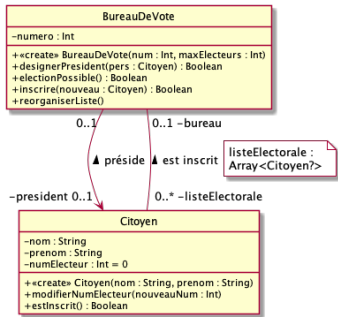 BureauDeVote
-numero : Int
+«create» BureauDeVote(num : Int, maxElecteurs : Int)
+designerPresident(pers : Citoyen) : Boolean
+electionPossible() : Boolean
+inscrire(nouveau : Citoyen) : Boolean
+reorganiserListe()
0..1 0..1 -bureau
préside est inscrit
listeElectorale :
Array<Citoyen?>
-president 0..1 0..* -listeElectorale
Citoyen
-nom : String
-prenom : String
-numElecteur : Int = 0
+«create» Citoyen(nom : String, prenom : String)
+modifierNumElecteur(nouveauNum : Int)
+estInscrit() : Boolean